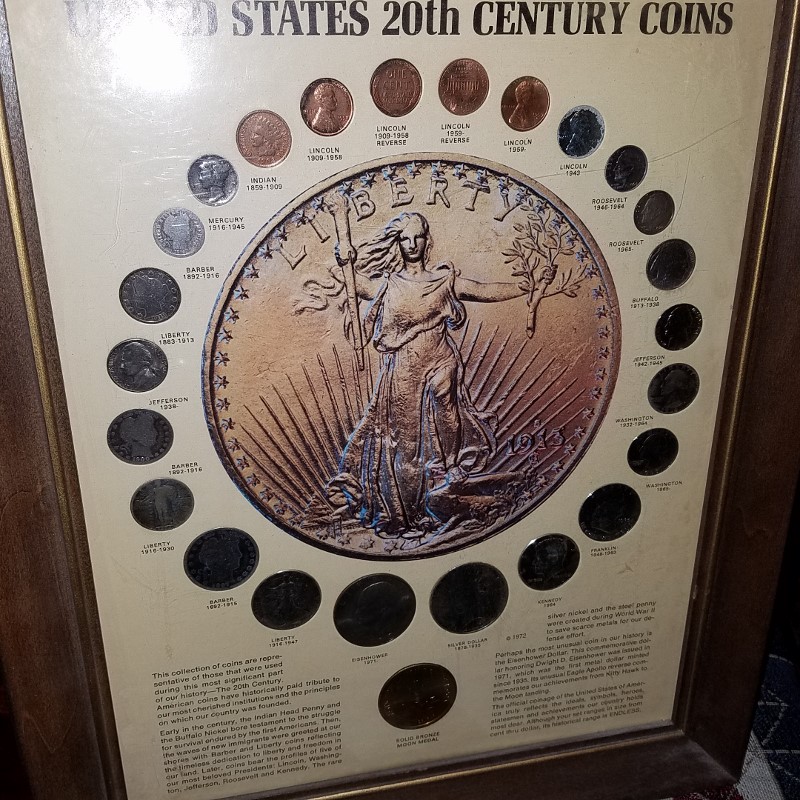 UNITED STATES 20th CENTURY COINS
LINCOLN
1909-1958
REVERSE
LINCOLN
1959-
REVERSE
LINCOLN
1909-1958
LINCOLN
1959-
INDIAN
1859-1909
LINCOLN
1943
MERCURY
1916-1945
ROOSEVELT
1946-1964
BARBER
1892-1916
ROOSEVELT
1965-
LIBERTY
1883-1913
BUFFALO
1913-1938
JEFFERSON
1938-
JEFFERSON
1942-1945
BARBER
1892-1916
WASHINGTON
1932-1964
LIBERTY
1916-1930
WASHINGTON
1965-
BARBER
1892-1915
FRANKLIN
1948-1963
LIBERTY
1916-1947
KENNEDY
1964
EISENHOWER
1971-
SILVER DOLLAR
1878-1935
SOLID BRONZE
MOON MEDAL
LIBERTY
1913
This collection of coins are repre-
sentative of those that were used
during this most significant part
of our history—The 20th Century.
American coins have historically paid tribute to
our most cherished institutions and the principles
on which our country was founded.
Early in the century, the Indian Head Penny and
the Buffalo Nickel bore testament to the struggle
for survival endured by the first Americans. Then,
the waves of new immigrants were greeted at our
shores with Barber and Liberty coins reflecting
the timeless dedication to liberty and freedom in
our land. Later, coins bear the profiles of five of
our most beloved Presidents: Lincoln, Washing-
ton, Jefferson, Roosevelt and Kennedy. The rare
© 1972
silver nickel and the steel penny
were created during World War II
to save scarce metals for our de-
fense effort.
Perhaps the most unusual coin in our history is
the Eisenhower Dollar. This commemorative dol-
lar honoring Dwight D. Eisenhower was issued in
1971, which was the first metal dollar minted
since 1935. Its unusual Eagle Apollo reverse com-
memorates our achievements from Kitty Hawk to
the Moon landing.
The official coinage of the United States of Amer-
ica truly reflects the ideals, symbols, heroes,
statesmen and achievements our country holds
most dear. Although your set ranges in size from
cent thru dollar, its historical range is ENDLESS.